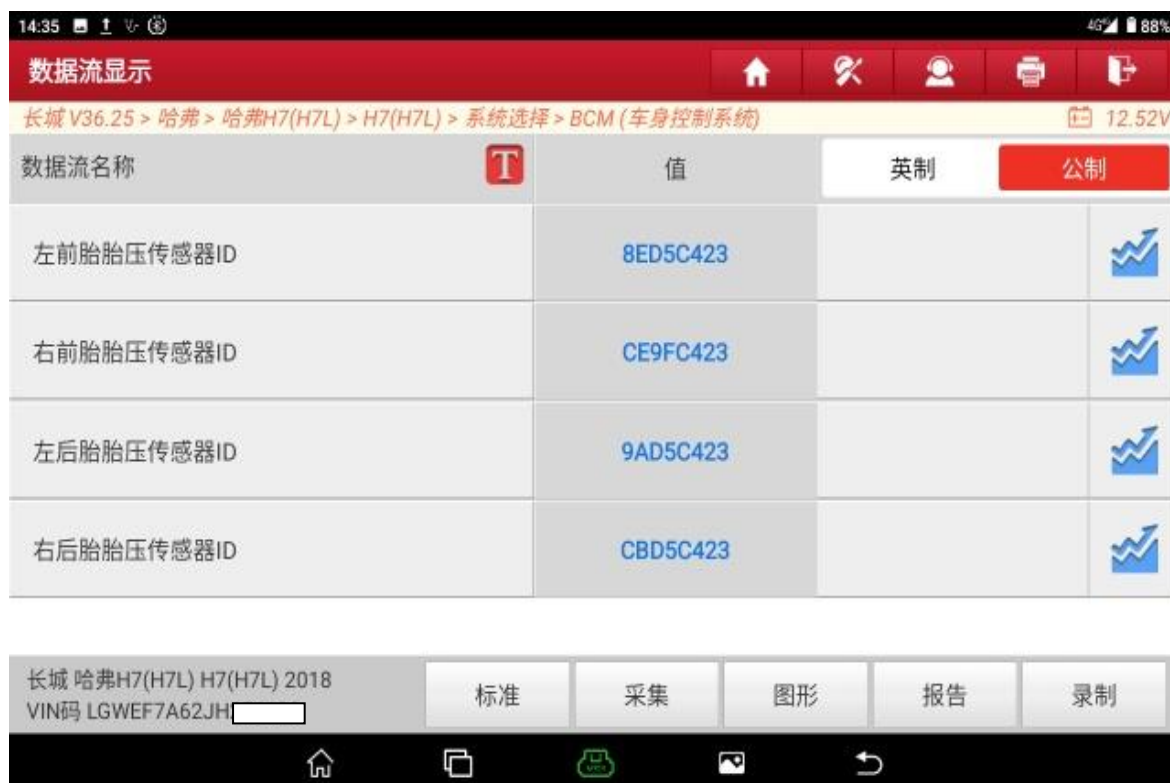 14:35 4G 88%
数据流显示
长城 V36.25 > 哈弗 > 哈弗H7(H7L) > H7(H7L) > 系统选择 > BCM (车身控制系统) 12.52V
数据流名称 T 值 英制 公制
左前胎胎压传感器ID 8ED5C423
右前胎胎压传感器ID CE9FC423
左后胎胎压传感器ID 9AD5C423
右后胎胎压传感器ID CBD5C423
长城 哈弗H7(H7L) H7(H7L) 2018
VIN码 LGWEF7A62JH
标准 采集 图形 报告 录制